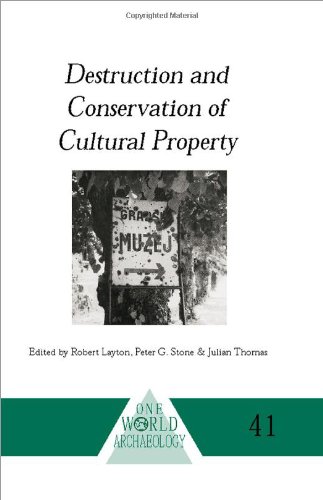 Copyrighted Material
Destruction and
Conservation of
Cultural Property
GRADSKI
MUZEJ
Edited by Robert Layton, Peter G. Stone & Julian Thomas
ONE
WORLD
ARCHAEOLOGY
41